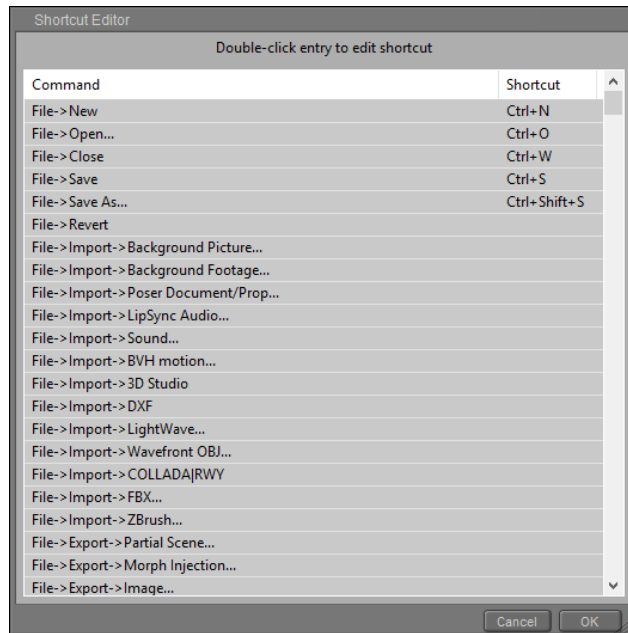 Shortcut Editor
Double-click entry to edit shortcut
Command Shortcut
File->New Ctrl+N
File->Open... Ctrl+O
File->Close Ctrl+W
File->Save Ctrl+S
File->Save As... Ctrl+Shift+S
File->Revert
File->Import->Background Picture...
File->Import->Background Footage...
File->Import->Poser Document/Prop...
File->Import->LipSync Audio...
File->Import->Sound...
File->Import->BVH motion...
File->Import->3D Studio
File->Import->DXF
File->Import->LightWave...
File->Import->Wavefront OBJ...
File->Import->COLLADA|RWY
File->Import->FBX...
File->Import->ZBrush...
File->Export->Partial Scene...
File->Export->Morph Injection...
File->Export->Image...
Cancel OK